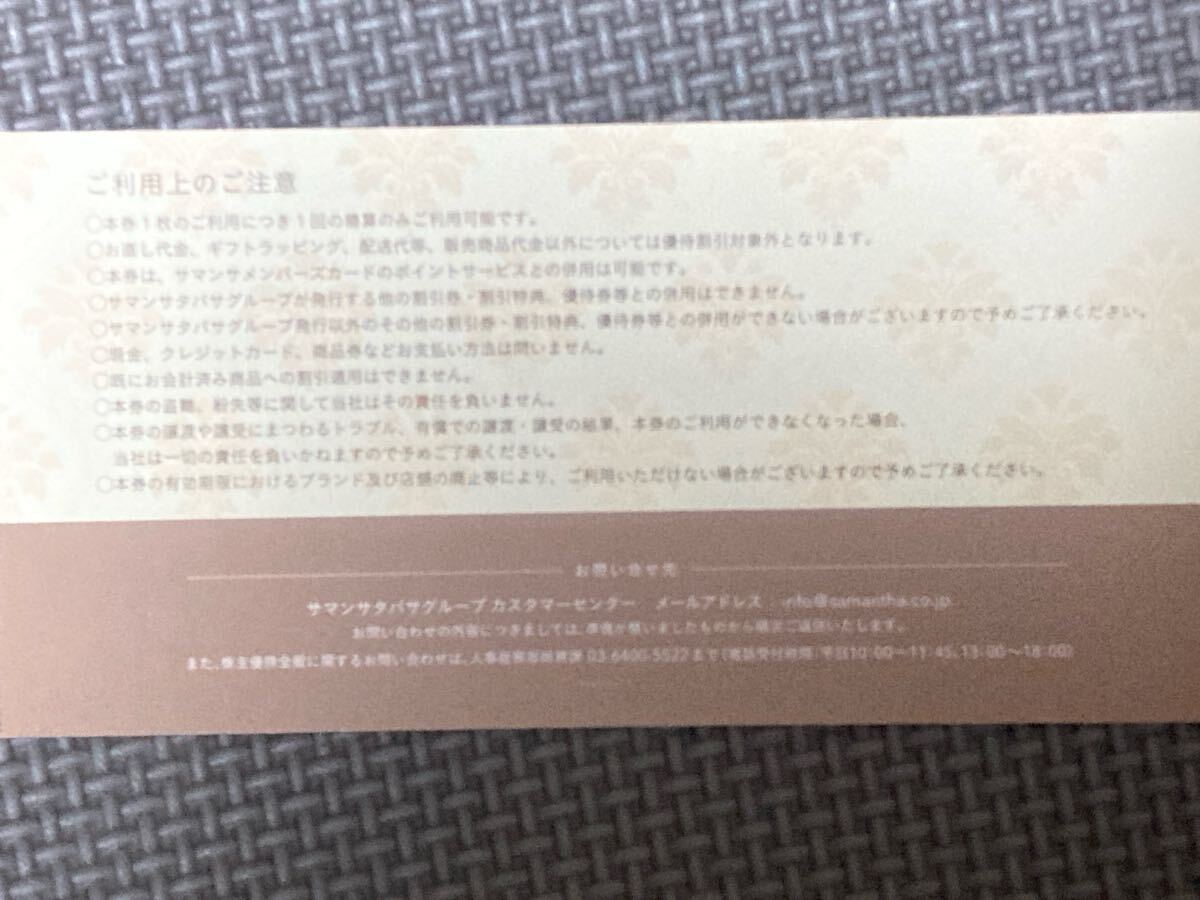 ご利用上のご注意
○本券1枚のご利用につき1回の精算のみご利用可能です。
○お直し代金、ギフトラッピング、配送代等、販売商品代金以外については優待割引対象外となります。
○本券は、サマンサメンバーズカードのポイントサービスとの併用は可能です。
○サマンサタバサグループが発行する他の割引券・割引特典、優待券等との併用はできません。
○サマンサタバサグループ発行以外のその他の割引券・割引特典、優待券等との併用ができない場合がございますので予めご了承ください。
○現金、クレジットカード、商品券などお支払い方法は問いません。
○既にお会計済み商品への割引適用はできません。
○本券の盗難、紛失等に関して当社はその責任を負いません。
○本券の譲渡や譲受にまつわるトラブル、有償での譲渡・譲受の結果、本券のご利用ができなくなった場合、
当社は一切の責任を負いかねますので予めご了承ください。
○本券の有効期限におけるブランド及び店舗の廃止等により、ご利用いただけない場合がございますので予めご了承ください。
お問い合せ先
サマンサタバサグループ カスタマーセンター メールアドレス info@samantha.co.jp
お問い合わせの内容につきましては、準備が整いましたものから順次ご返信いたします。
また、株主優待全般に関するお問い合わせは、人事総務部総務課 03-6400-5522まで(電話受付時間：平日10:00〜11:45、13:00〜18:00)